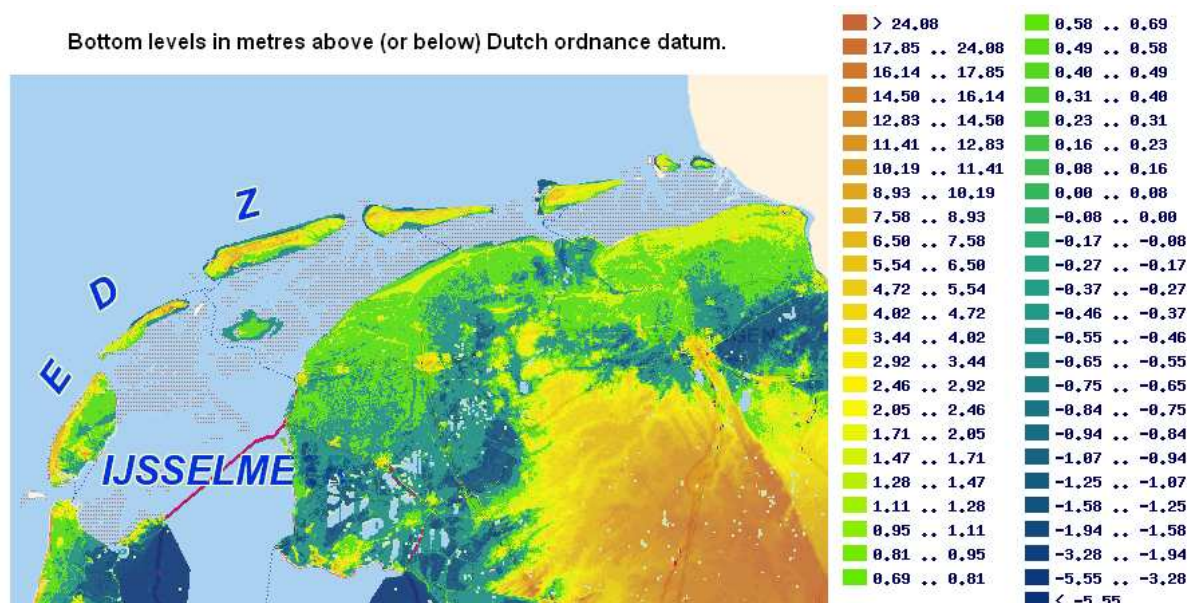 Bottom levels in metres above (or below) Dutch ordnance datum.
Z
D
E
IJSSELME
> 24.08
17.85 .. 24.08
16.14 .. 17.85
14.50 .. 16.14
12.83 .. 14.50
11.41 .. 12.83
10.19 .. 11.41
8.93 .. 10.19
7.58 .. 8.93
6.50 .. 7.58
5.54 .. 6.50
4.72 .. 5.54
4.02 .. 4.72
3.44 .. 4.02
2.92 .. 3.44
2.46 .. 2.92
2.05 .. 2.46
1.71 .. 2.05
1.47 .. 1.71
1.28 .. 1.47
1.11 .. 1.28
0.95 .. 1.11
0.81 .. 0.95
0.69 .. 0.81
0.58 .. 0.69
0.49 .. 0.58
0.40 .. 0.49
0.31 .. 0.40
0.23 .. 0.31
0.16 .. 0.23
0.08 .. 0.16
0.00 .. 0.08
-0.08 .. 0.00
-0.17 .. -0.08
-0.27 .. -0.17
-0.37 .. -0.27
-0.46 .. -0.37
-0.55 .. -0.46
-0.65 .. -0.55
-0.75 .. -0.65
-0.84 .. -0.75
-0.94 .. -0.84
-1.07 .. -0.94
-1.25 .. -1.07
-1.58 .. -1.25
-1.94 .. -1.58
-3.28 .. -1.94
-5.55 .. -3.28
< -5.55